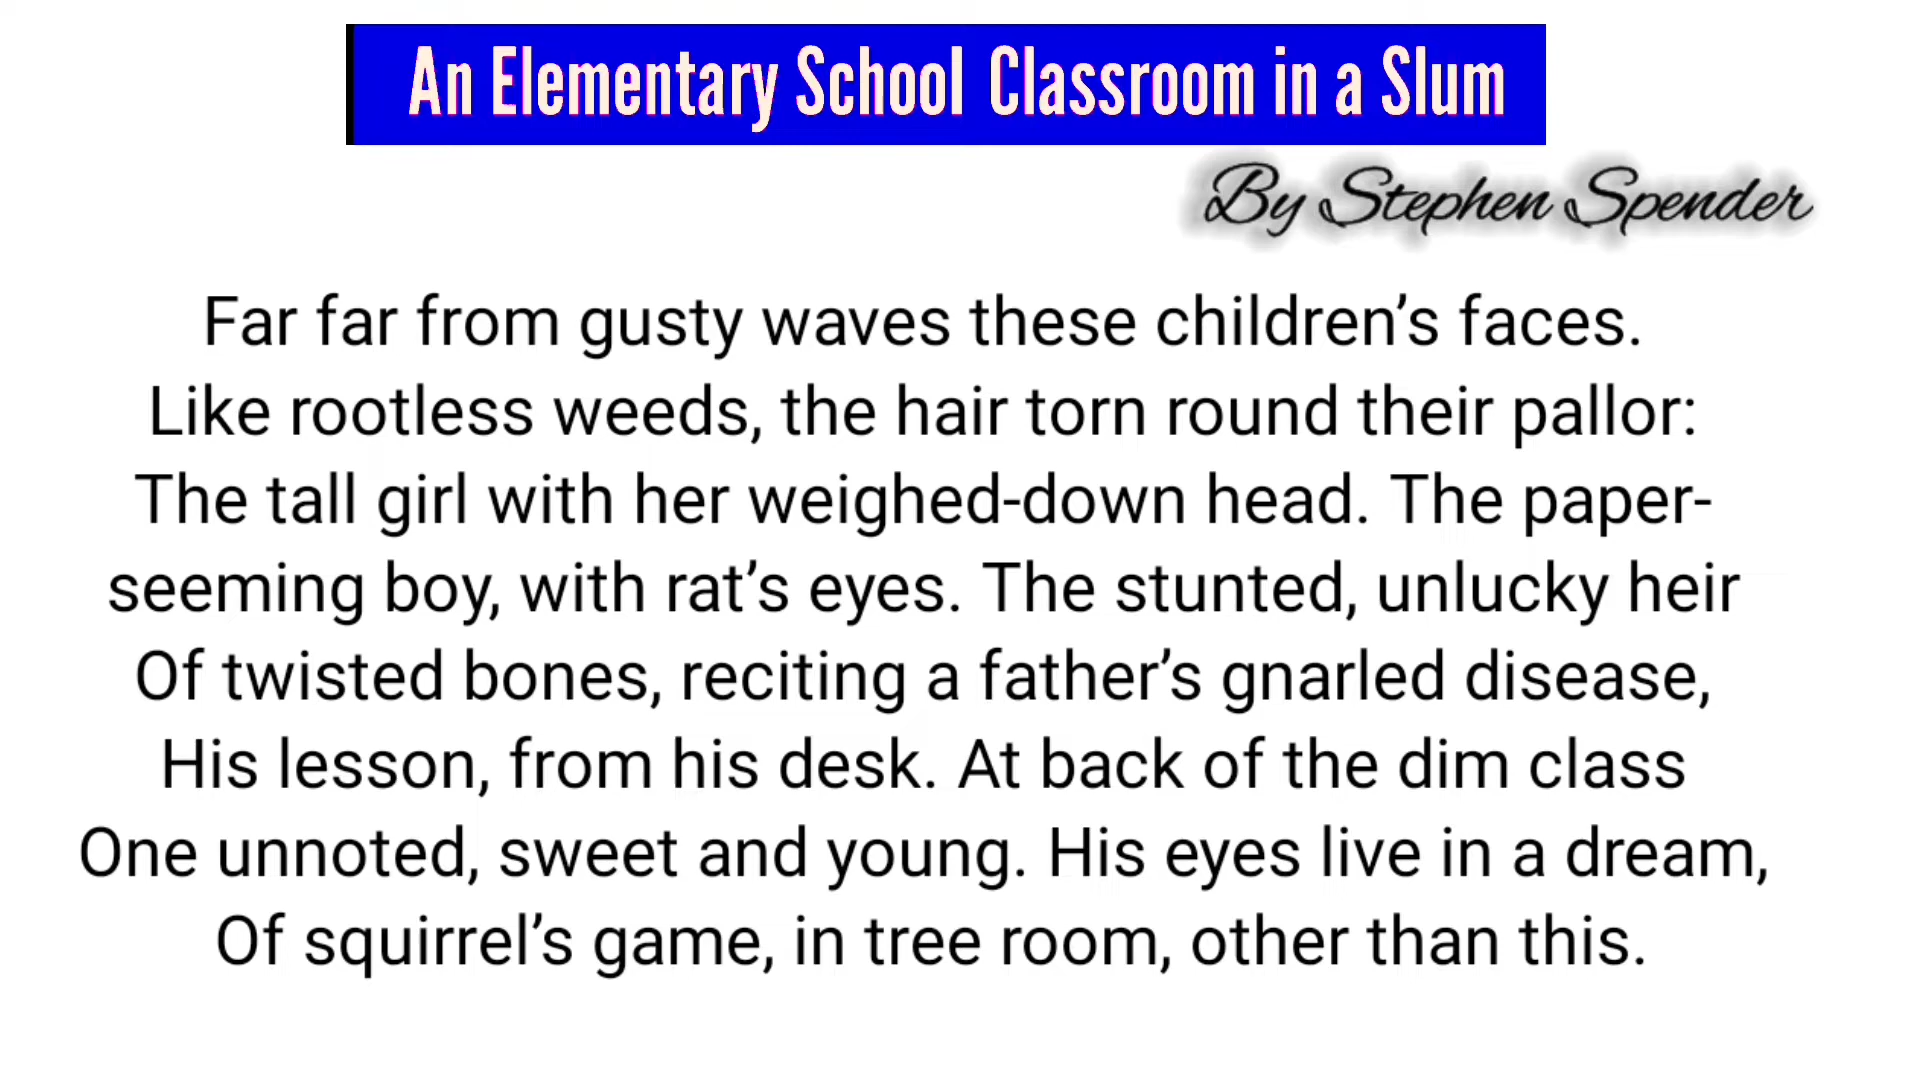 An Elementary School Classroom in a Slum
By Stephen Spender
Far far from gusty waves these children’s faces.
Like rootless weeds, the hair torn round their pallor:
The tall girl with her weighed-down head. The paper-
seeming boy, with rat’s eyes. The stunted, unlucky heir
Of twisted bones, reciting a father’s gnarled disease,
His lesson, from his desk. At back of the dim class
One unnoted, sweet and young. His eyes live in a dream,
Of squirrel’s game, in tree room, other than this.